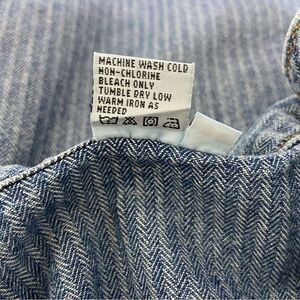 MACHINE WASH COLD
NON-CHLORINE
BLEACH ONLY
TUMBLE DRY LOW
WARM IRON AS
NEEDED